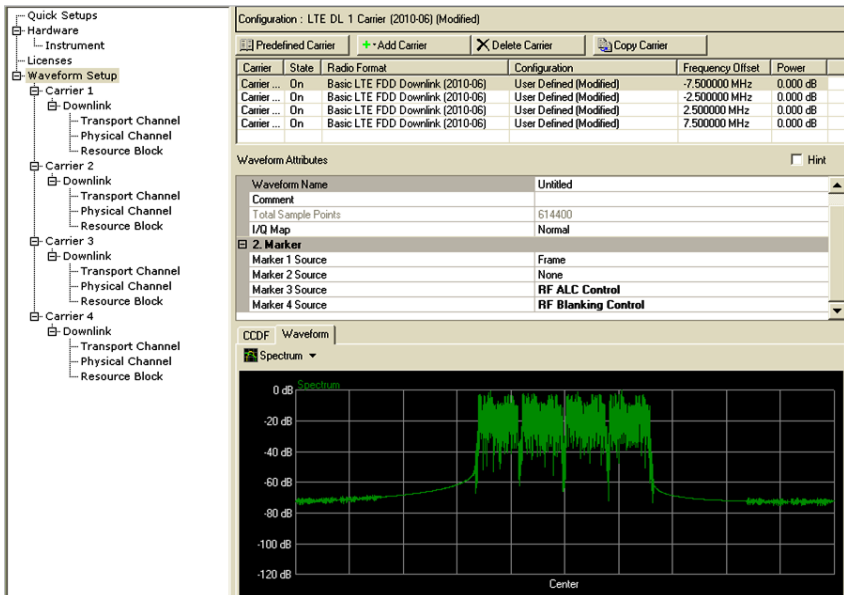 Quick Setups
Hardware
Instrument
Licenses
Waveform Setup
Carrier 1
Downlink
Transport Channel
Physical Channel
Resource Block
Carrier 2
Downlink
Transport Channel
Physical Channel
Resource Block
Carrier 3
Downlink
Transport Channel
Physical Channel
Resource Block
Carrier 4
Downlink
Transport Channel
Physical Channel
Resource Block
Configuration : LTE DL 1 Carrier (2010-06) (Modified)
Predefined Carrier Add Carrier Delete Carrier Copy Carrier
Carrier State Radio Format Configuration Frequency Offset Power
Carrier ... On Basic LTE FDD Downlink (2010-06) User Defined (Modified) -7.500000 MHz 0.000 dB
Carrier ... On Basic LTE FDD Downlink (2010-06) User Defined (Modified) -2.500000 MHz 0.000 dB
Carrier ... On Basic LTE FDD Downlink (2010-06) User Defined (Modified) 2.500000 MHz 0.000 dB
Carrier ... On Basic LTE FDD Downlink (2010-06) User Defined (Modified) 7.500000 MHz 0.000 dB
Waveform Attributes Hint
Waveform Name Untitled
Comment
Total Sample Points 614400
I/Q Map Normal
2. Marker
Marker 1 Source Frame
Marker 2 Source None
Marker 3 Source RF ALC Control
Marker 4 Source RF Blanking Control
CCDF Waveform
Spectrum
0 dB Spectrum
-20 dB
-40 dB
-60 dB
-80 dB
-100 dB
-120 dB
Center